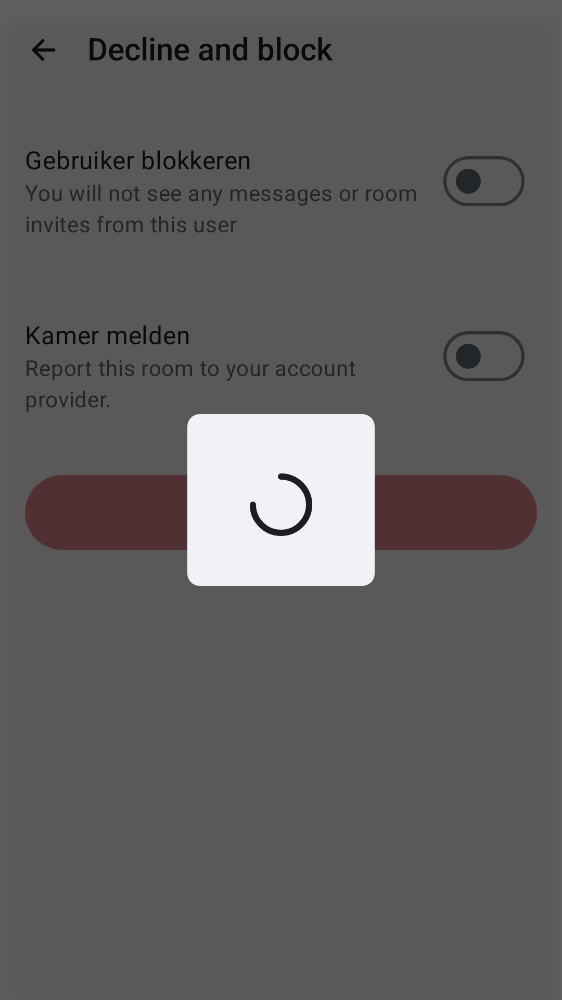 Decline and block
Gebruiker blokkeren
You will not see any messages or room
invites from this user
Kamer melden
Report this room to your account
provider.